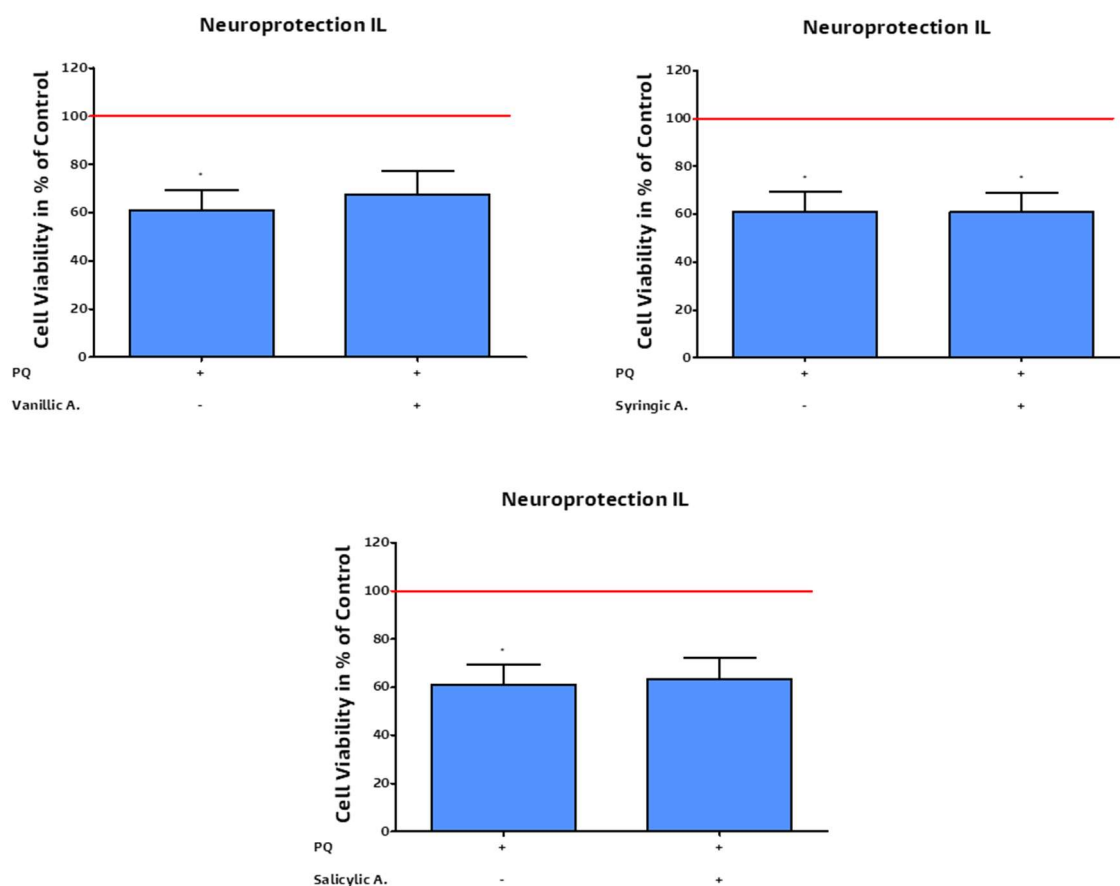 Neuroprotection IL
Cell Viability in % of Control
120
100
80
60
40
20
0
*
PQ + +
Vanillic A. - +
Neuroprotection IL
Cell Viability in % of Control
120
100
80
60
40
20
0
* *
PQ + +
Syringic A. - +
Neuroprotection IL
Cell Viability in % of Control
120
100
80
60
40
20
0
*
PQ + +
Salicylic A. - +